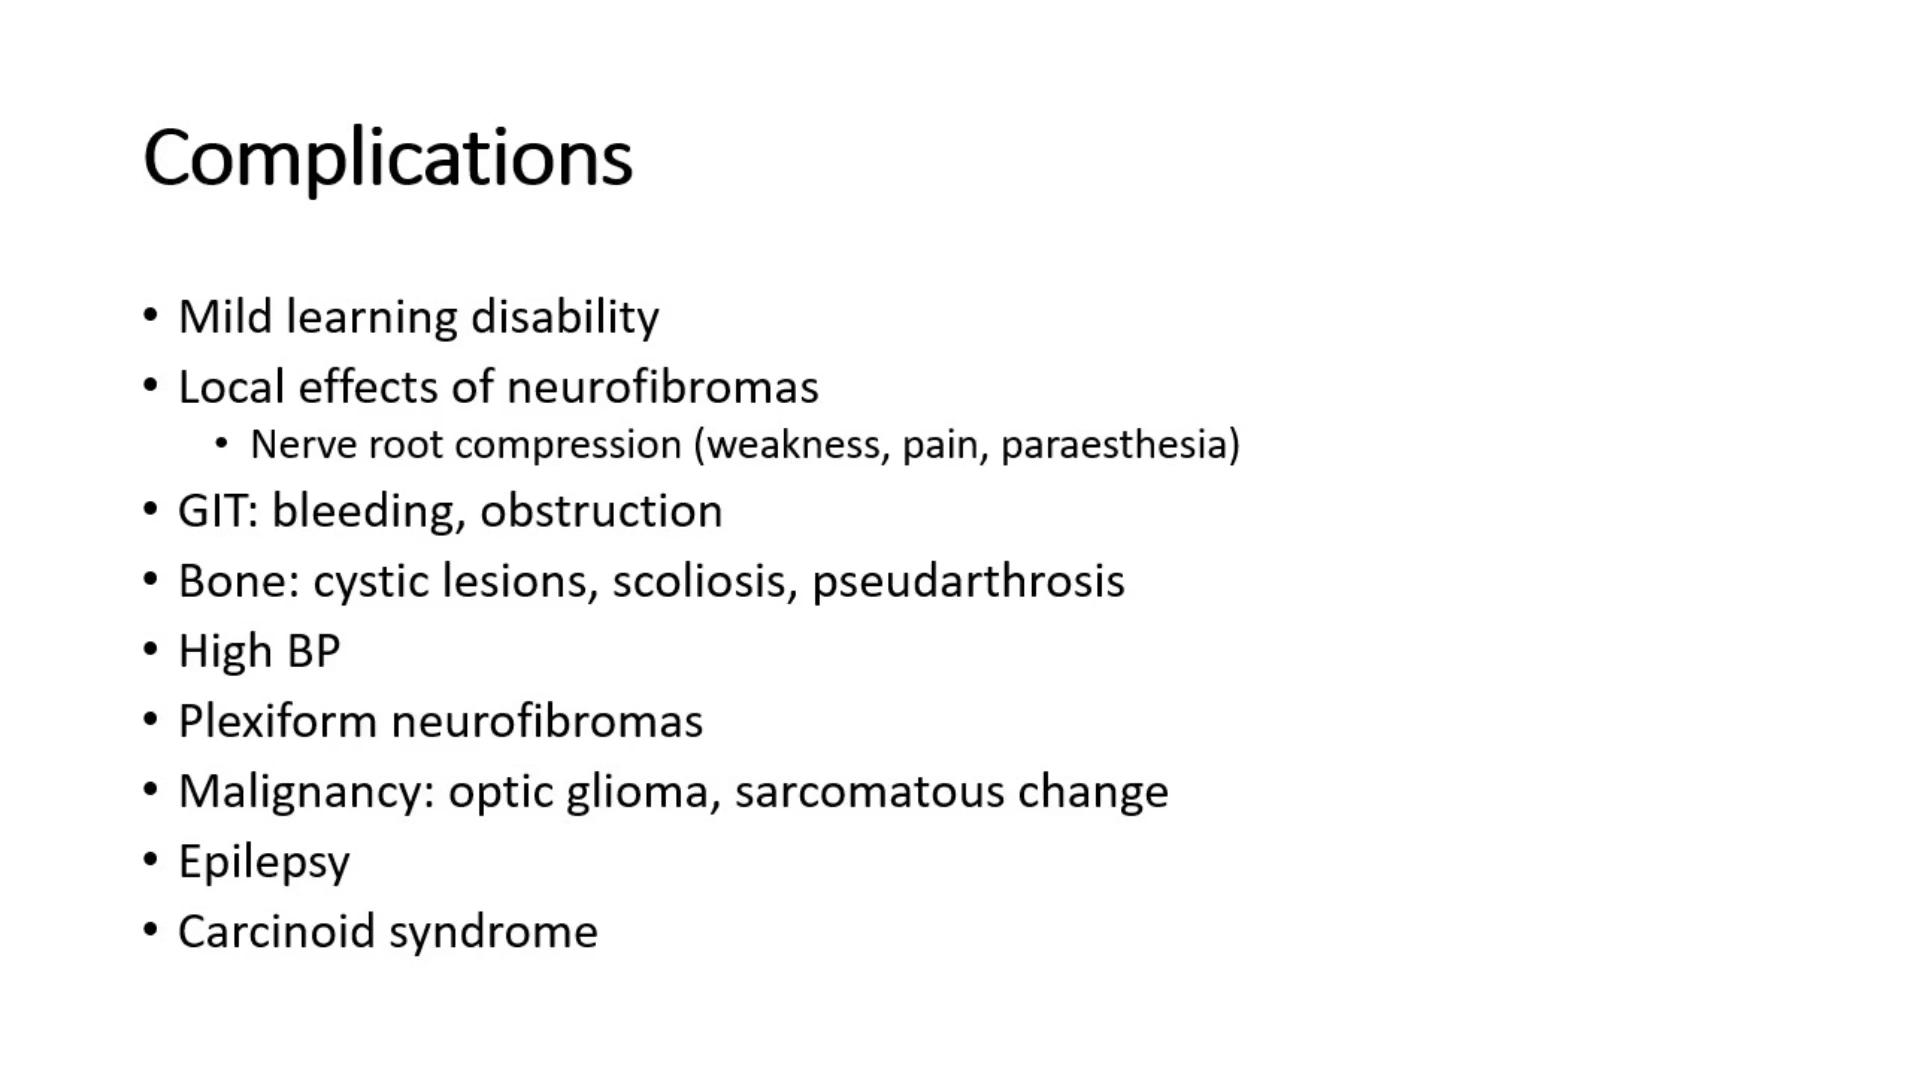 Complications
• Mild learning disability
• Local effects of neurofibromas
• Nerve root compression (weakness, pain, paraesthesia)
• GIT: bleeding, obstruction
• Bone: cystic lesions, scoliosis, pseudarthrosis
• High BP
• Plexiform neurofibromas
• Malignancy: optic glioma, sarcomatous change
• Epilepsy
• Carcinoid syndrome